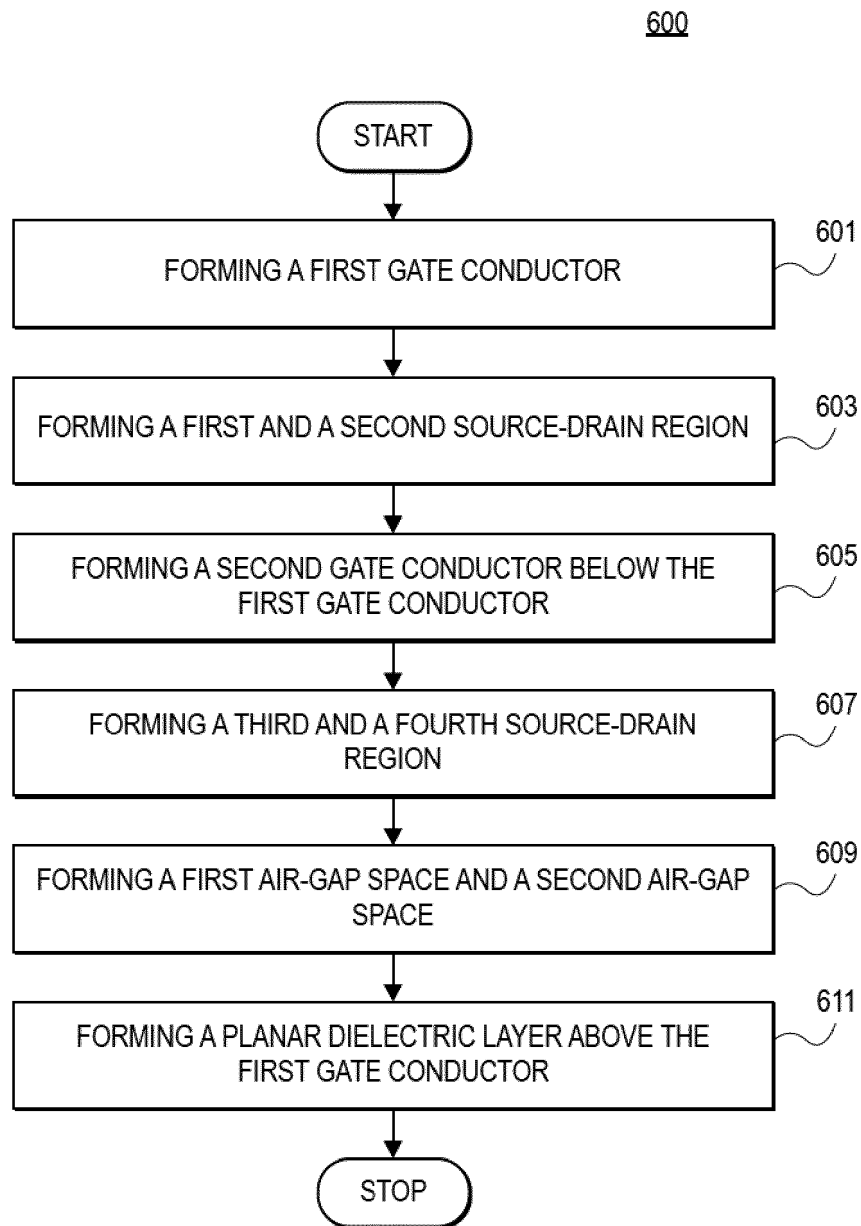 600
START
FORMING A FIRST GATE CONDUCTOR
601
FORMING A FIRST AND A SECOND SOURCE-DRAIN REGION
603
FORMING A SECOND GATE CONDUCTOR BELOW THE
FIRST GATE CONDUCTOR
605
FORMING A THIRD AND A FOURTH SOURCE-DRAIN
REGION
607
FORMING A FIRST AIR-GAP SPACE AND A SECOND AIR-GAP
SPACE
609
FORMING A PLANAR DIELECTRIC LAYER ABOVE THE
FIRST GATE CONDUCTOR
611
STOP